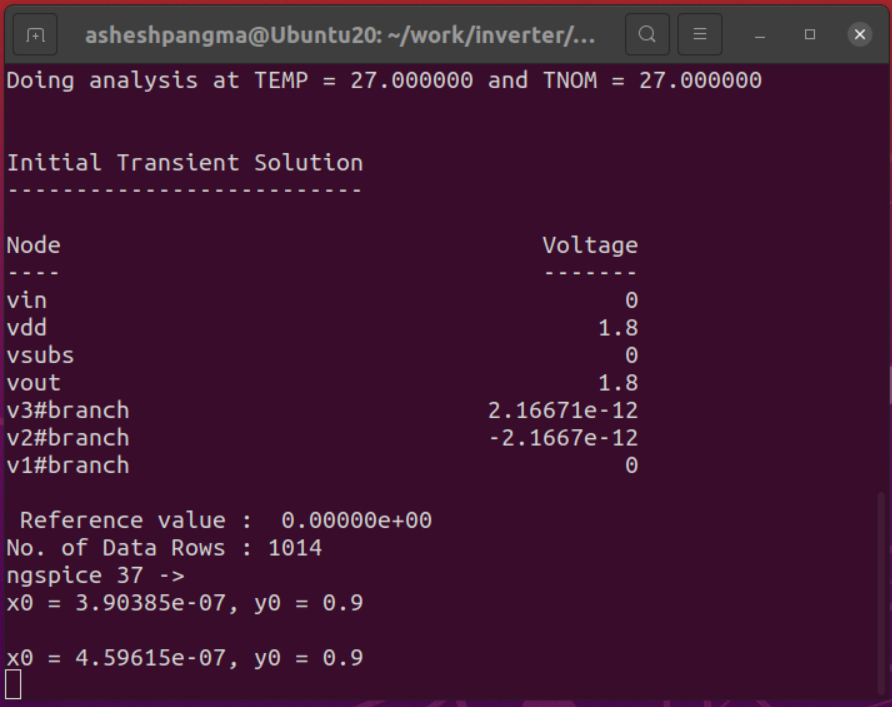 asheshpangma@Ubuntu20: ~/work/inverter/...
Doing analysis at TEMP = 27.000000 and TNOM = 27.000000
Initial Transient Solution
--------------------------
Node Voltage
---- -------
vin 0
vdd 1.8
vsubs 0
vout 1.8
v3#branch 2.16671e-12
v2#branch -2.1667e-12
v1#branch 0
Reference value : 0.00000e+00
No. of Data Rows : 1014
ngspice 37 ->
x0 = 3.90385e-07, y0 = 0.9
x0 = 4.59615e-07, y0 = 0.9